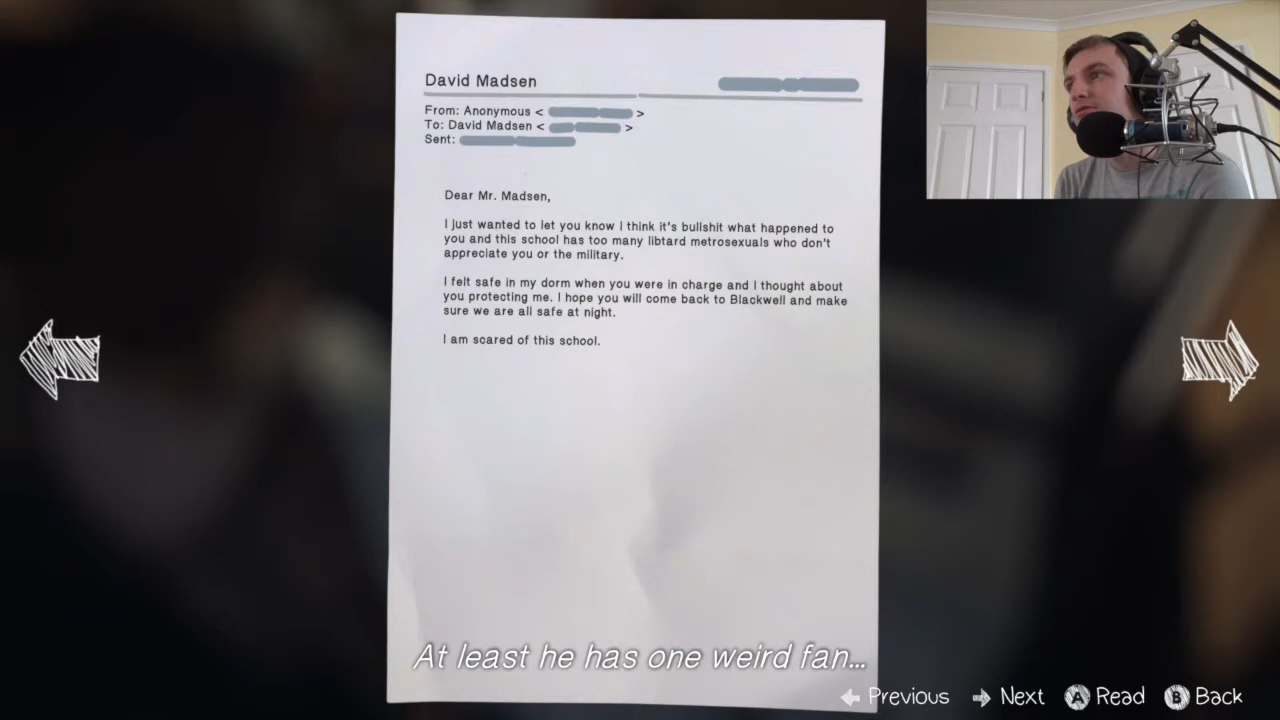 David Madsen
From: Anonymous < >
To: David Madsen < >
Sent:
Dear Mr. Madsen,
I just wanted to let you know I think it's bullshit what happened to
you and this school has too many libtard metrosexuals who don't
appreciate you or the military.
I felt safe in my dorm when you were in charge and I thought about
you protecting me. I hope you will come back to Blackwell and make
sure we are all safe at night.
I am scared of this school.
At least he has one weird fan...
Previous Next A Read B Back